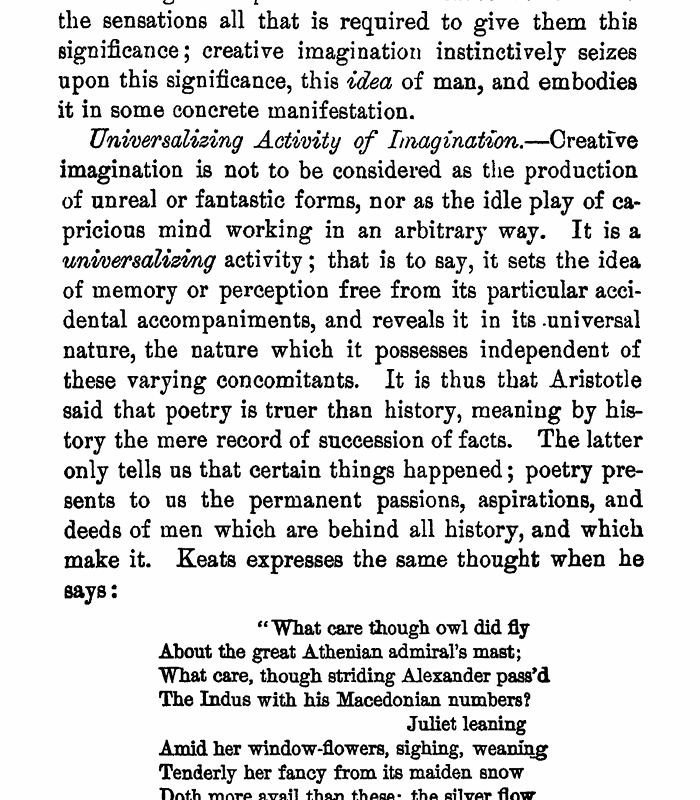 the sensations all that is required to give them this
significance; creative imagination instinctively seizes
upon this significance, this idea of man, and embodies
it in some concrete manifestation.
Universalizing Activity of Imagination.—Creative
imagination is not to be considered as the production
of unreal or fantastic forms, nor as the idle play of ca-
pricious mind working in an arbitrary way. It is a
universalizing activity; that is to say, it sets the idea
of memory or perception free from its particular acci-
dental accompaniments, and reveals it in its universal
nature, the nature which it possesses independent of
these varying concomitants. It is thus that Aristotle
said that poetry is truer than history, meaning by his-
tory the mere record of succession of facts. The latter
only tells us that certain things happened; poetry pre-
sents to us the permanent passions, aspirations, and
deeds of men which are behind all history, and which
make it. Keats expresses the same thought when he
says:
"What care though owl did fly
About the great Athenian admiral's mast;
What care, though striding Alexander pass'd
The Indus with his Macedonian numbers?
Juliet leaning
Amid her window-flowers, sighing, weaning
Tenderly her fancy from its maiden snow
Doth more avail than these: the silver flow